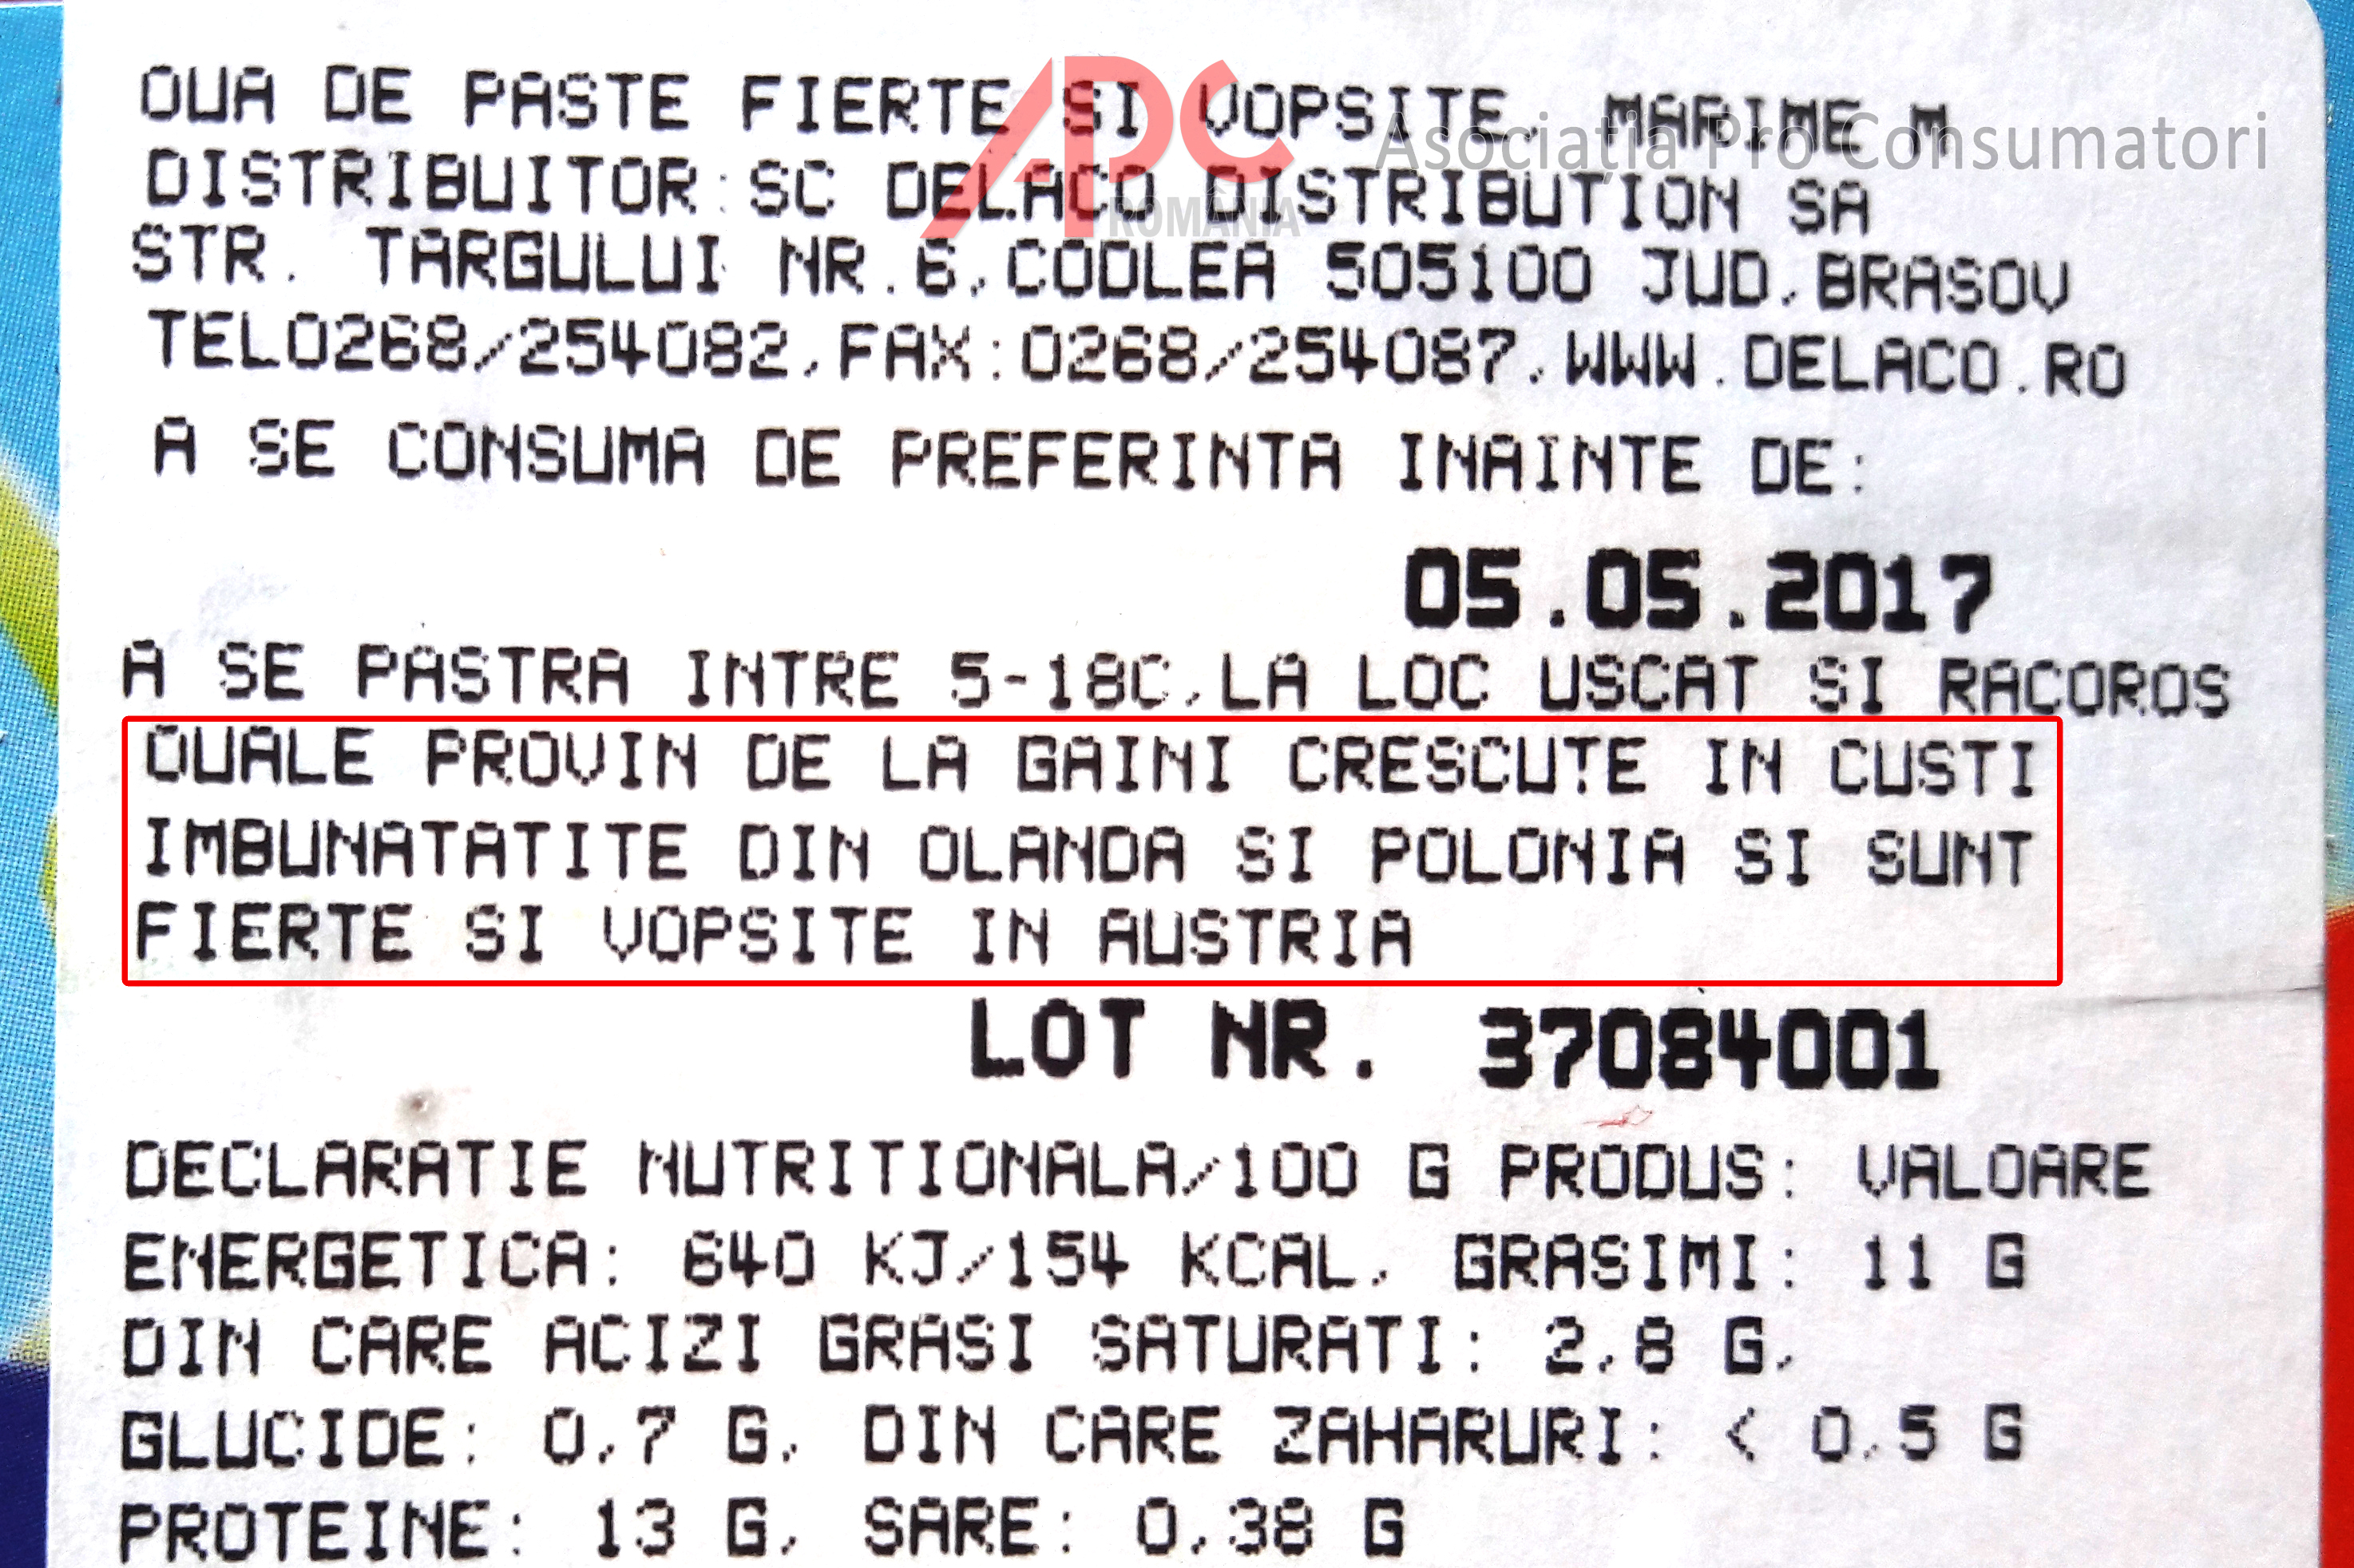 OUA DE PASTE FIERTE SI VOPSITE, MARIME M
APC ROMÂNIA
Asociația Pro Consumatori
DISTRIBUITOR:SC DELACO DISTRIBUTION SA
STR. TARGULUI NR.6,CODLEA 505100 JUD,BRASOV
TEL0268/254082,FAX:0268/254087,WWW.DELACO.RO
A SE CONSUMA DE PREFERINTA INAINTE DE:
05.05.2017
A SE PASTRA INTRE 5-18C,LA LOC USCAT SI RACOROS
OUALE PROVIN DE LA GAINI CRESCUTE IN CUSTI
IMBUNATATITE DIN OLANDA SI POLONIA SI SUNT
FIERTE SI VOPSITE IN AUSTRIA
LOT NR. 37084001
DECLARATIE NUTRITIONALA/100 G PRODUS: VALOARE
ENERGETICA: 640 KJ/154 KCAL, GRASIMI: 11 G
DIN CARE ACIZI GRASI SATURATI: 2,8 G,
GLUCIDE: 0,7 G, DIN CARE ZAHARURI: < 0,5 G
PROTEINE: 13 G, SARE: 0,38 G